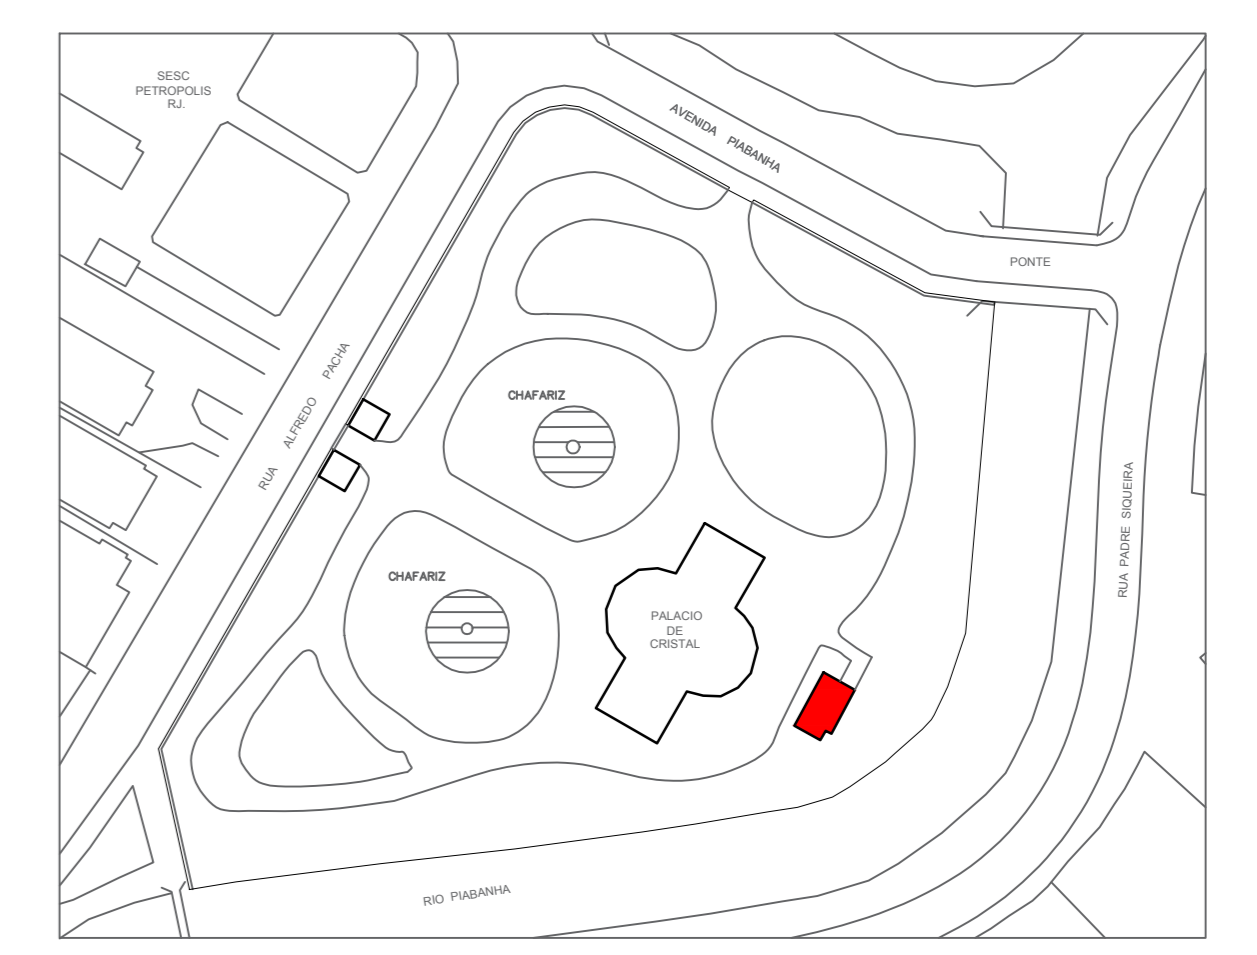 SESC
PETROPOLIS
RJ.
AVENIDA PIABANHA
PONTE
RUA ALFREDO PACHA
CHAFARIZ
RUA PADRE SIQUEIRA
CHAFARIZ
PALACIO
DE
CRISTAL
RIO PIABANHA